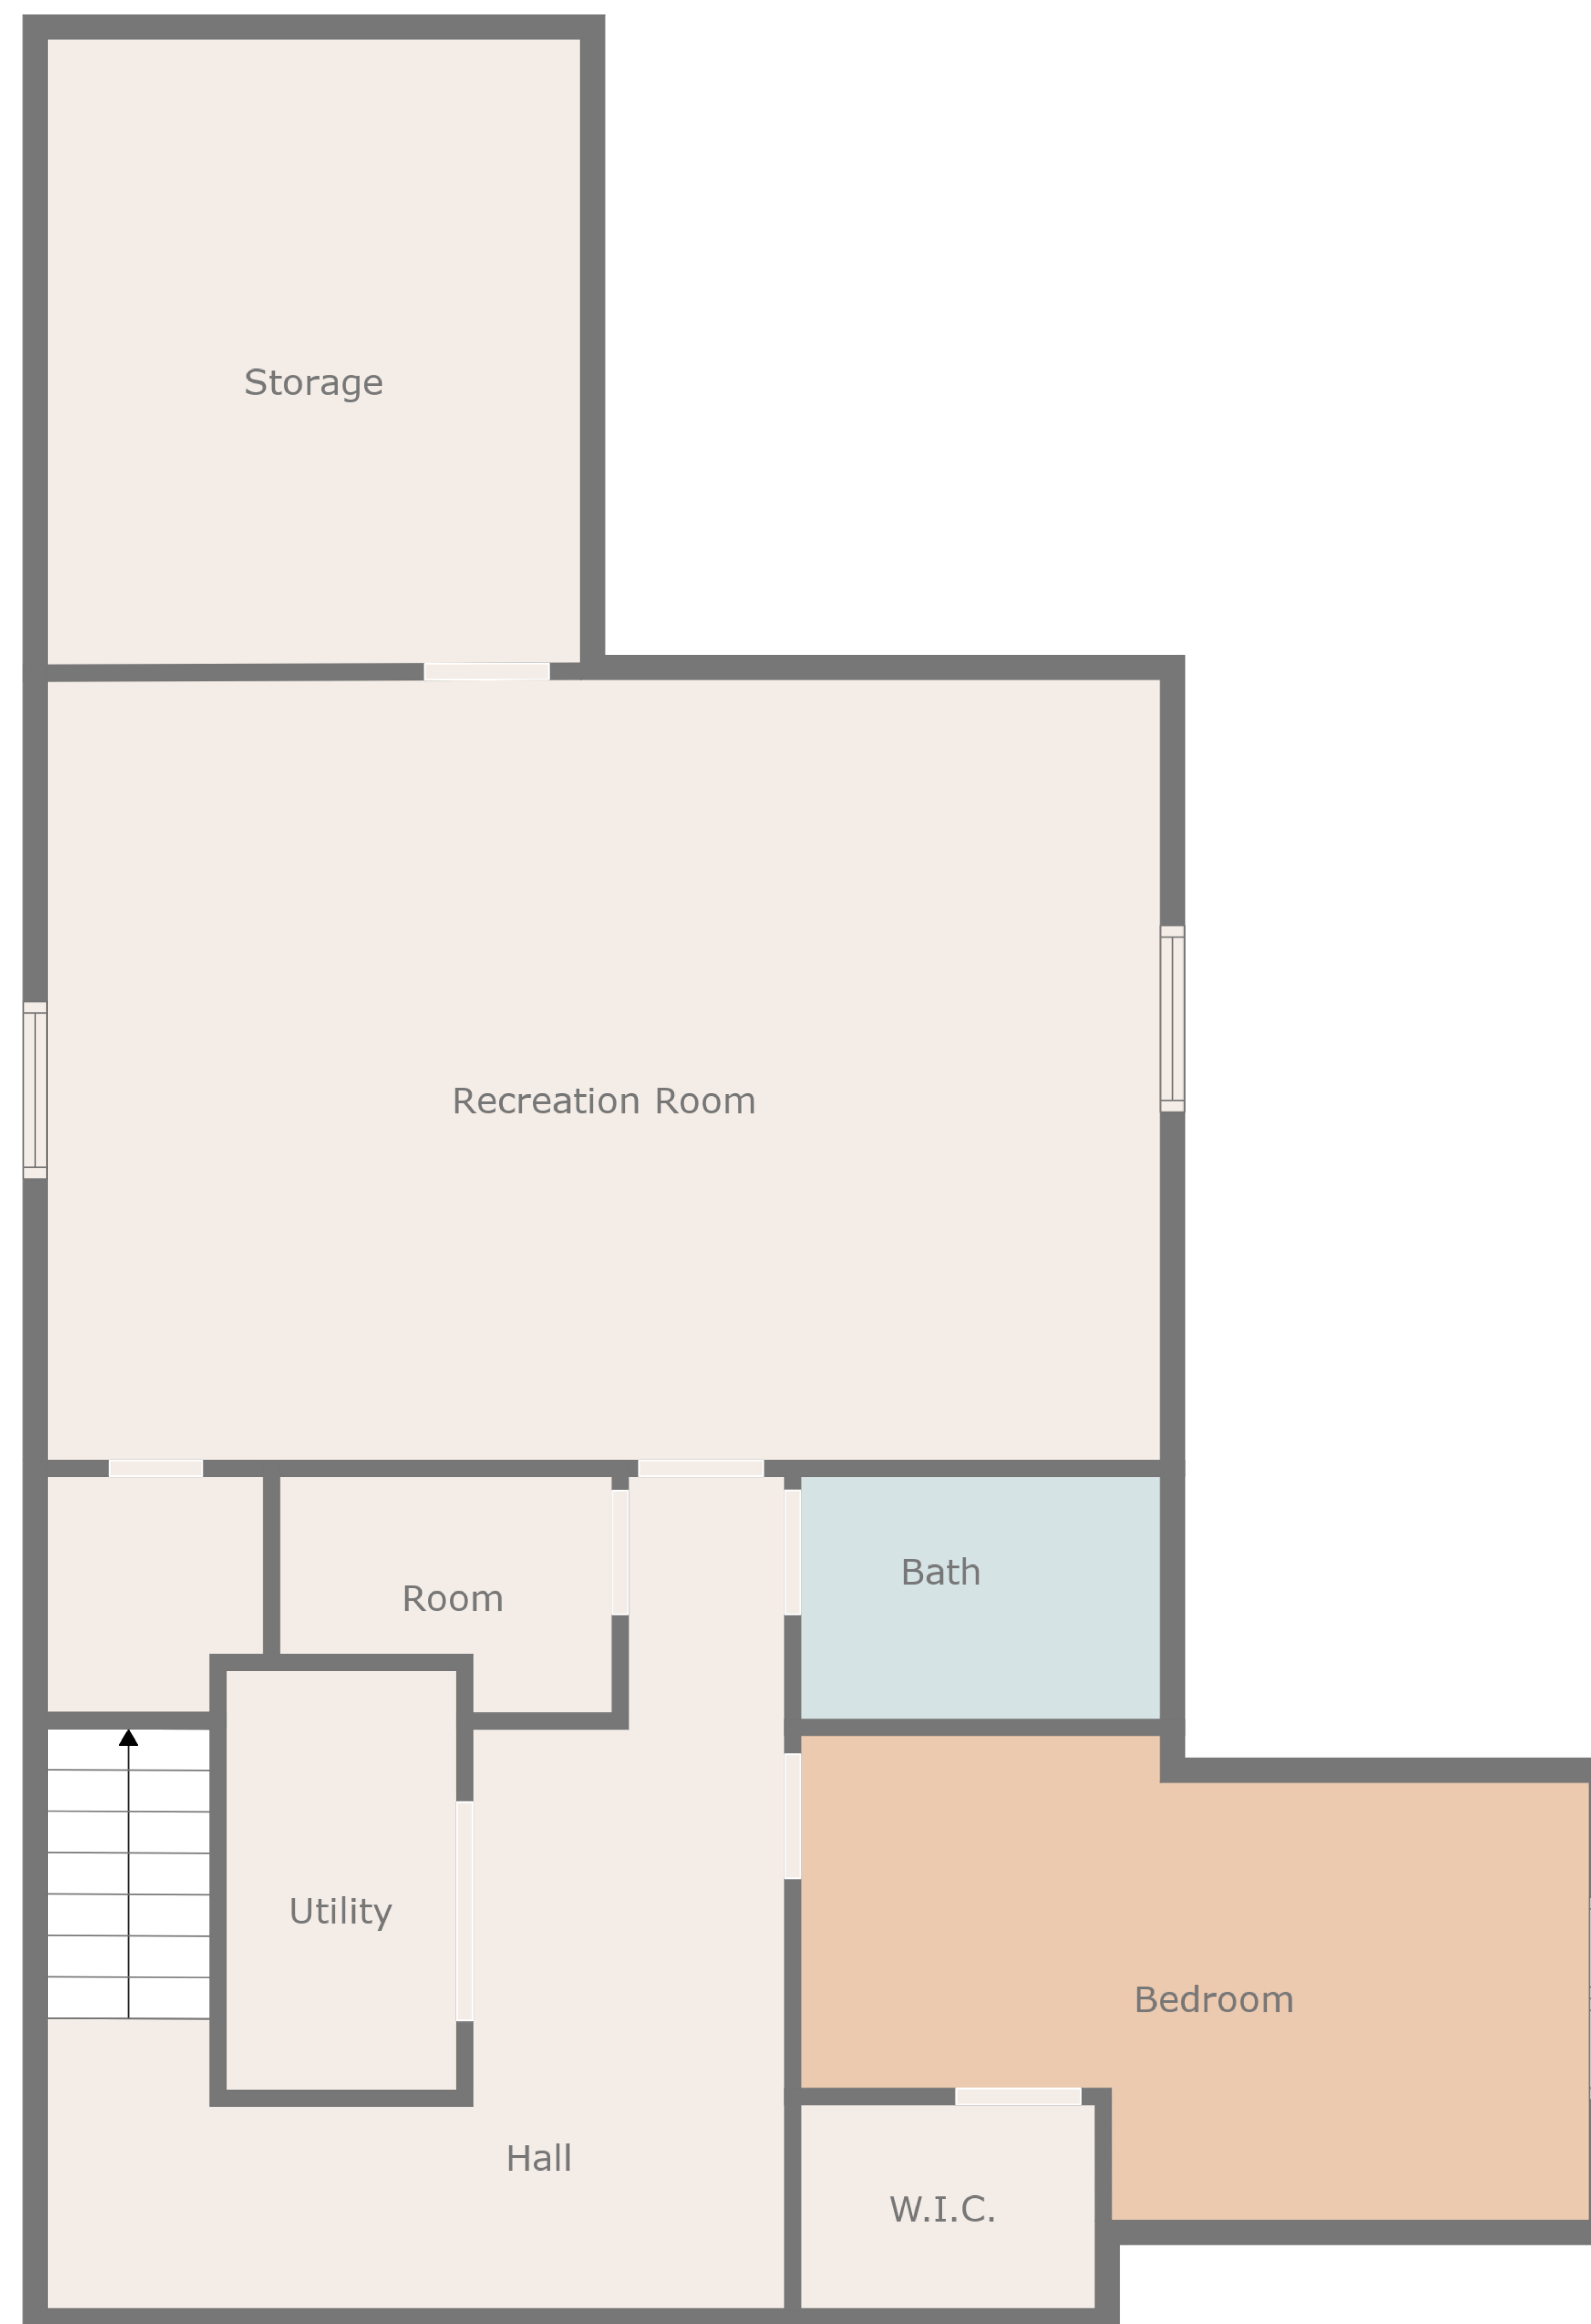 Storage
Recreation Room
Bath
Room
Utility
Bedroom
Hall
W.I.C.